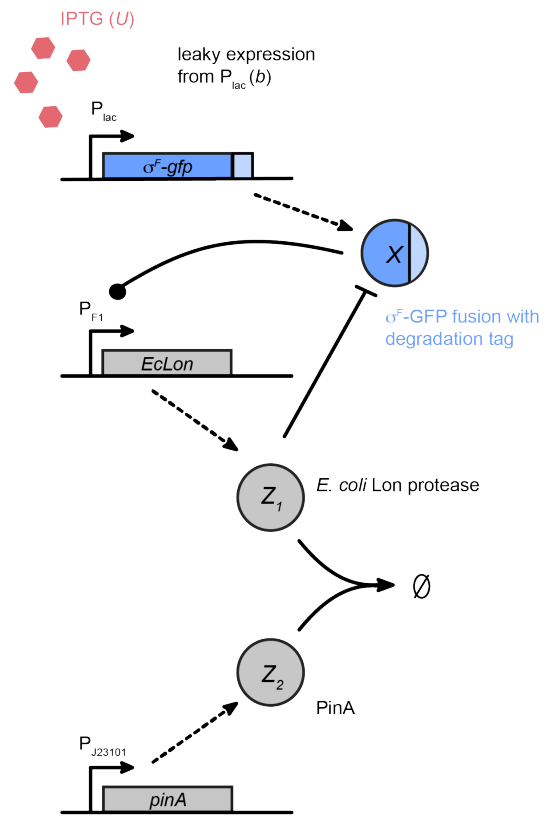 IPTG (U)
leaky expression
from Plac (b)
Plac
σF-gfp
X
PF1
σF-GFP fusion with
degradation tag
EcLon
Z1
E. coli Lon protease
∅
Z2
PinA
PJ23101
pinA